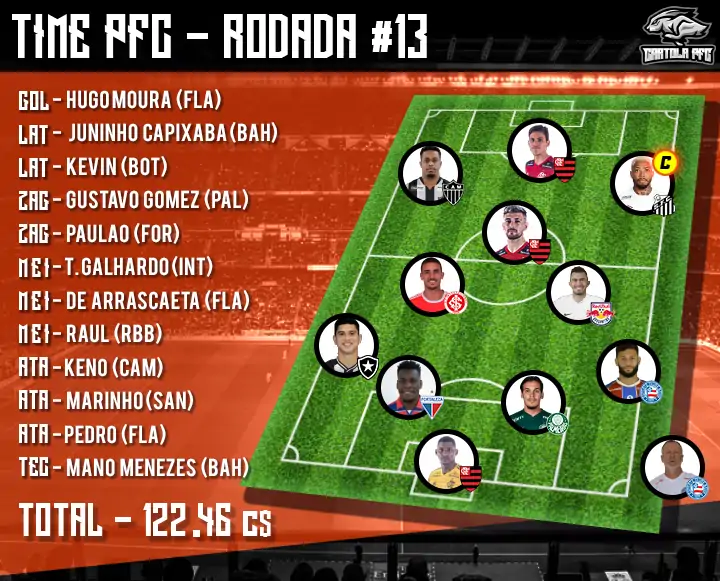 TIME PFC - RODADA #13
CARTOLA PFC
GOL - HUGO MOURA (FLA)
LAT - JUNINHO CAPIXABA (BAH)
LAT - KEVIN (BOT)
ZAG - GUSTAVO GOMEZ (PAL)
ZAG - PAULAO (FOR)
MEI - T. GALHARDO (INT)
MEI - DE ARRASCAETA (FLA)
MEI - RAUL (RBB)
ATA - KENO (CAM)
ATA - MARINHO (SAN)
ATA - PEDRO (FLA)
TEC - MANO MENEZES (BAH)
TOTAL - 122.46 C$
C
CAM
FORTALEZA